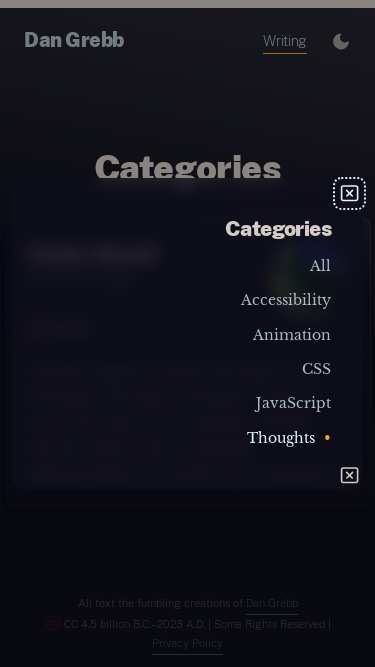 Dan Grebb
Writing
Categories
Categories
All
Accessibility
Animation
CSS
JavaScript
Thoughts •
All text the fumbling creations of Dan Grebb
CC 4.5 billion B.C.–2023 A.D. | Some Rights Reserved |
Privacy Policy